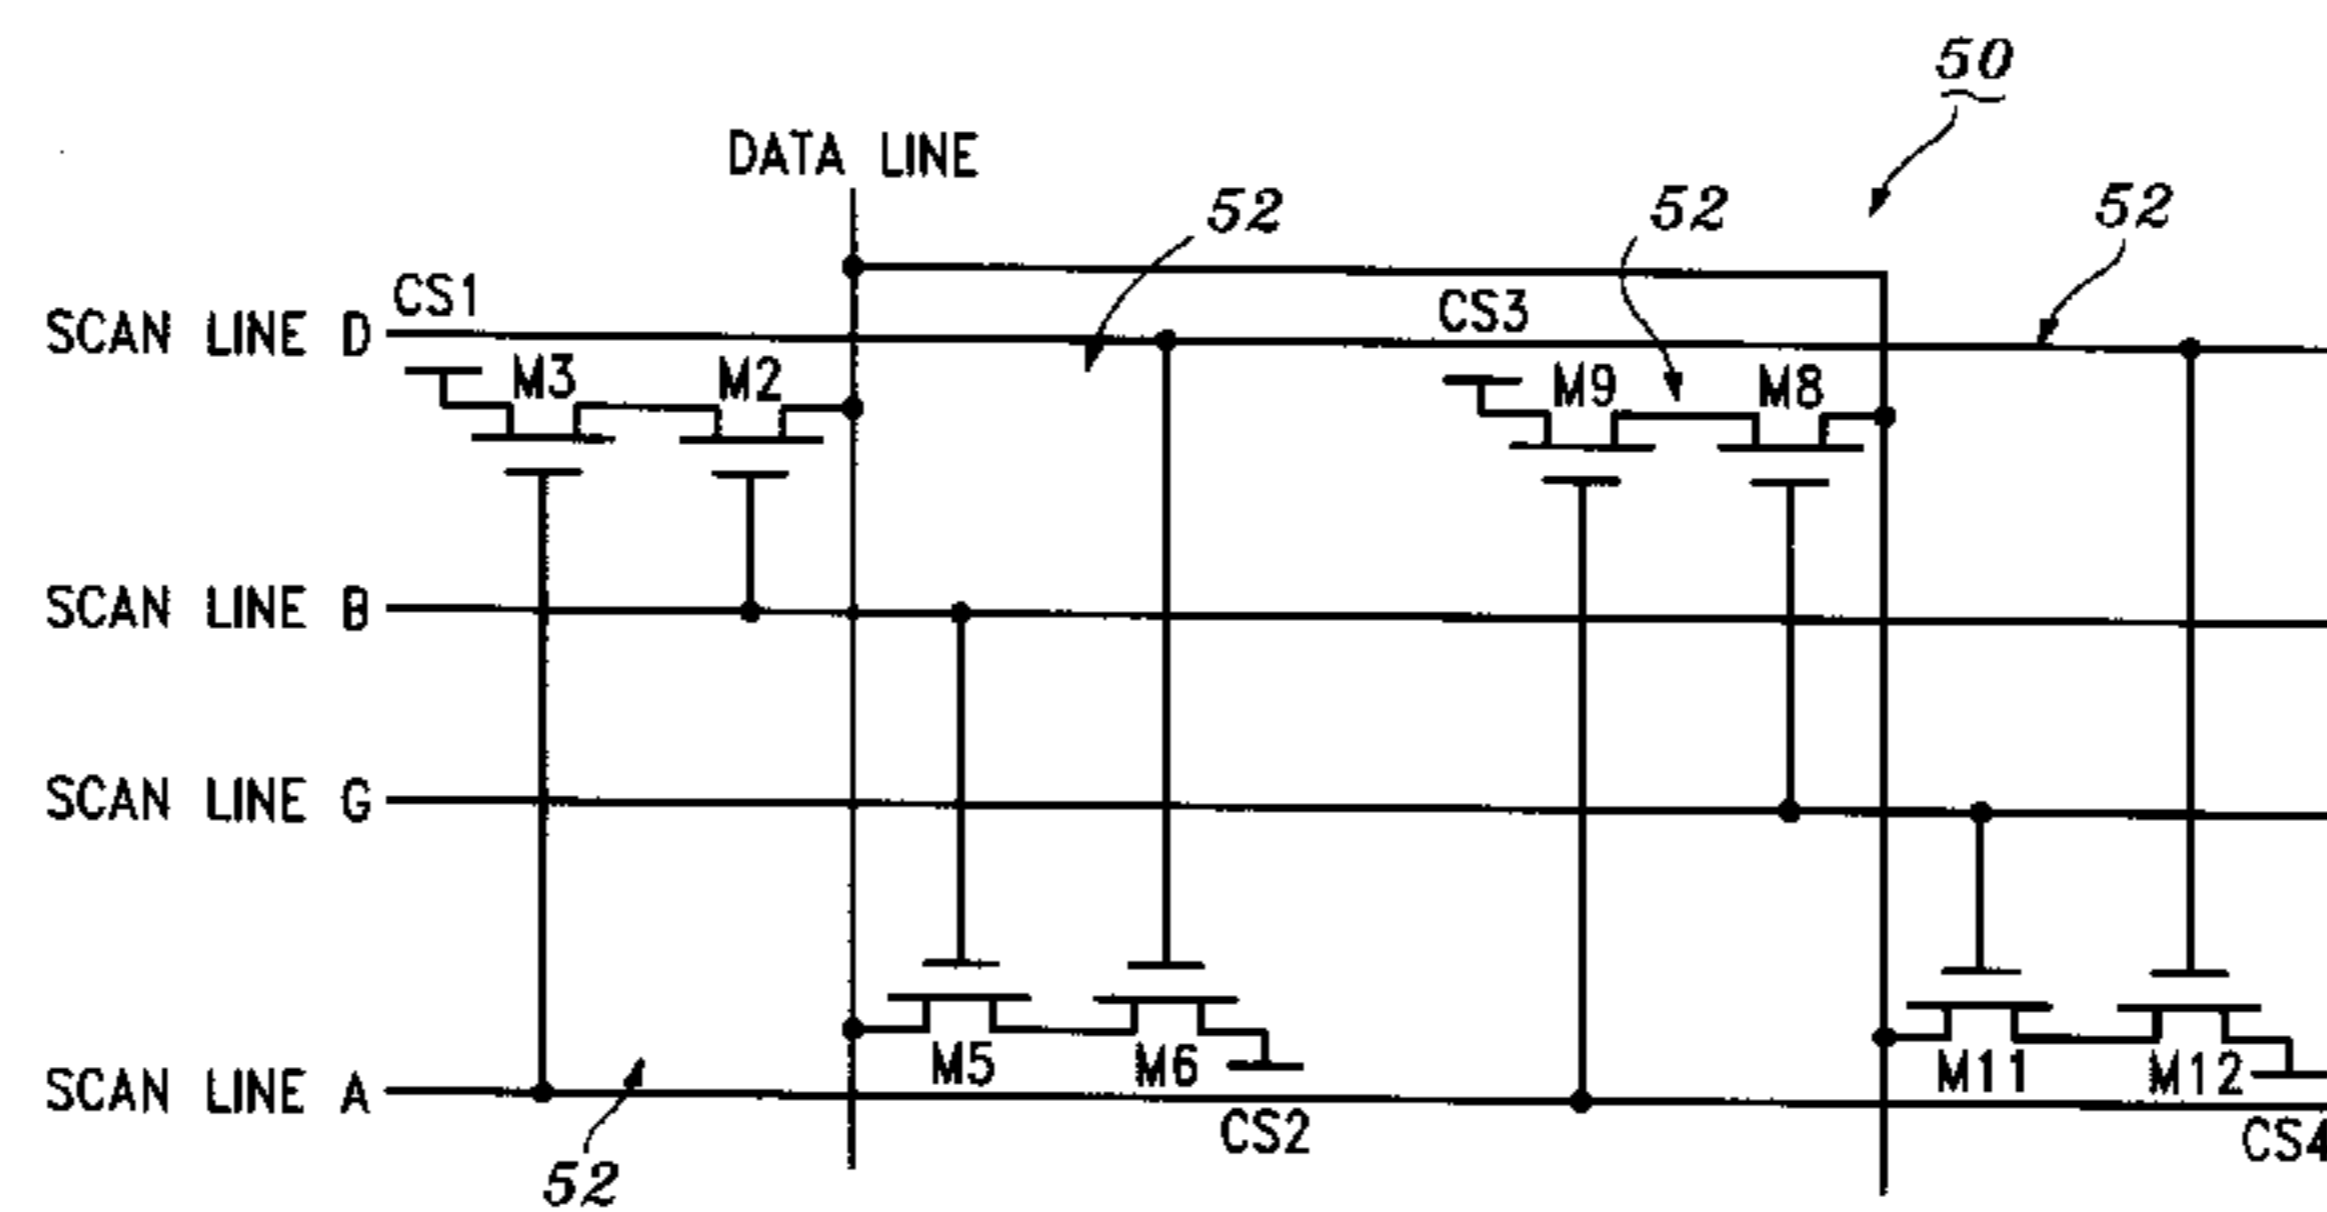 50
DATA LINE
52
52
52
CS1
CS3
SCAN LINE D
M3
M2
M9
M8
SCAN LINE B
SCAN LINE G
M5
M6
M11
M12
SCAN LINE A
CS2
CS4
52